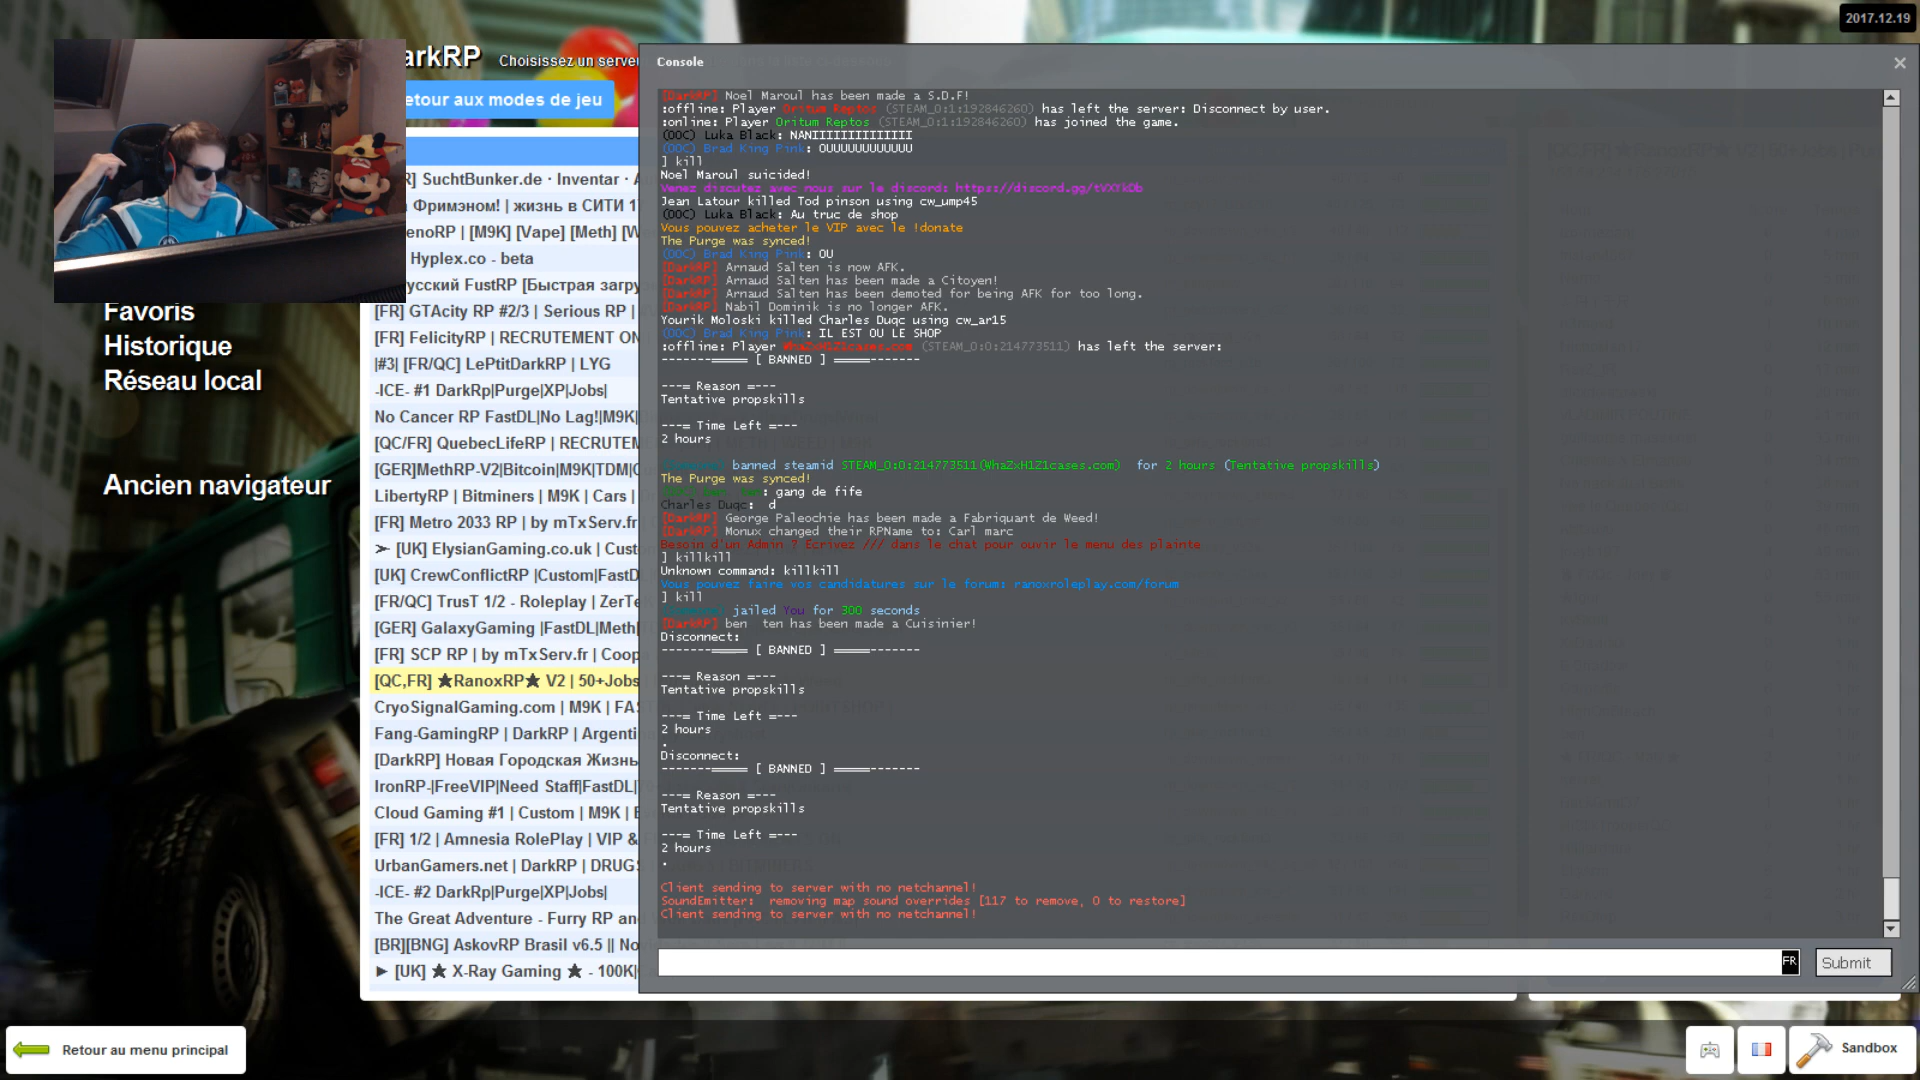 2017.12.19
arkRP Choisissez un serveu
etour aux modes de jeu
R] SuchtBunker.de · Inventar · A
Фримэном! | жизнь в СИТИ 1
enoRP | [M9K] [Vape] [Meth] [W
Hyplex.co - beta
усский FustRP [Быстрая загру
Favoris
Historique
Réseau local
Ancien navigateur
[FR] GTAcity RP #2/3 | Serious RP |
[FR] FelicityRP | RECRUTEMENT ON
|#3| [FR/QC] LePtitDarkRP | LYG
-ICE- #1 DarkRp|Purge|XP|Jobs|
No Cancer RP FastDL|No Lag!|M9K|
[QC/FR] QuebecLifeRP | RECRUTEM
[GER]MethRP-V2|Bitcoin|M9K|TDM|C
LibertyRP | Bitminers | M9K | Cars |
[FR] Metro 2033 RP | by mTxServ.fr
➣ [UK] ElysianGaming.co.uk | Cust
[UK] CrewConflictRP |Custom|FastD
[FR/QC] TrusT 1/2 - Roleplay | ZerTe
[GER] GalaxyGaming |FastDL|Meth|
[FR] SCP RP | by mTxServ.fr | Coop
[QC,FR] ★RanoxRP★ V2 | 50+Jobs
CryoSignalGaming.com | M9K | FAS
Fang-GamingRP | DarkRP | Argenti
[DarkRP] Новая Городская Жизнь
IronRP-|FreeVIP|Need Staff|FastDL|
Cloud Gaming #1 | Custom | M9K | E
[FR] 1/2 | Amnesia RolePlay | VIP &
UrbanGamers.net | DarkRP | DRUGS
-ICE- #2 DarkRp|Purge|XP|Jobs|
The Great Adventure - Furry RP an
[BR][BNG] AskovRP Brasil v6.5 || No
► [UK] ★ X-Ray Gaming ★ - 100K|
Console
[DarkRP] Noel Maroul has been made a S.D.F!
:offline: Player Oritum Reptos (STEAM_0:1:192846260) has left the server: Disconnect by user.
:online: Player Oritum Reptos (STEAM_0:1:192846260) has joined the game.
(OOC) Luka Black: NANIIIIIIIIIIIIII
(OOC) Brad King Pink: OUUUUUUUUUUUU
] kill
Noel Maroul suicided!
Venez discutez avec nous sur le discord: https://discord.gg/tVXYkDb
Jean Latour killed Tod pinson using cw_ump45
(OOC) Luka Black: Au truc de shop
Vous pouvez acheter le VIP avec le !donate
The Purge was synced!
(OOC) Brad King Pink: OU
[DarkRP] Arnaud Salten is now AFK.
[DarkRP] Arnaud Salten has been made a Citoyen!
[DarkRP] Arnaud Salten has been demoted for being AFK for too long.
[DarkRP] Nabil Dominik is no longer AFK.
Yourik Moloski killed Charles Duqc using cw_ar15
(OOC) Brad King Pink: IL EST OU LE SHOP
:offline: Player WhaZxH1Z1cases.com (STEAM_0:0:214773511) has left the server:
-------===== [ BANNED ] =====-------
---= Reason =---
Tentative propskills
---= Time Left =---
2 hours
(Someone) banned steamid STEAM_0:0:214773511(WhaZxH1Z1cases.com) for 2 hours (Tentative propskills)
The Purge was synced!
: gang de fife
Charles Duqc: d
[DarkRP] George Paleochie has been made a Fabriquant de Weed!
[DarkRP] Monux changed their RPName to: Carl marc
Besoin d'un Admin ? Ecrivez /// dans le chat pour ouvir le menu des plainte
] killkill
Unknown command: killkill
Vous pouvez faire vos candidatures sur le forum: ranoxroleplay.com/forum
] kill
(Someone) jailed You for 300 seconds
[DarkRP] ben ten has been made a Cuisinier!
Disconnect:
-------===== [ BANNED ] =====-------
---= Reason =---
Tentative propskills
---= Time Left =---
2 hours
.
Disconnect:
-------===== [ BANNED ] =====-------
---= Reason =---
Tentative propskills
---= Time Left =---
2 hours
.
Client sending to server with no netchannel!
SoundEmitter: removing map sound overrides [117 to remove, 0 to restore]
Client sending to server with no netchannel!
FR
Submit
Retour au menu principal
Sandbox